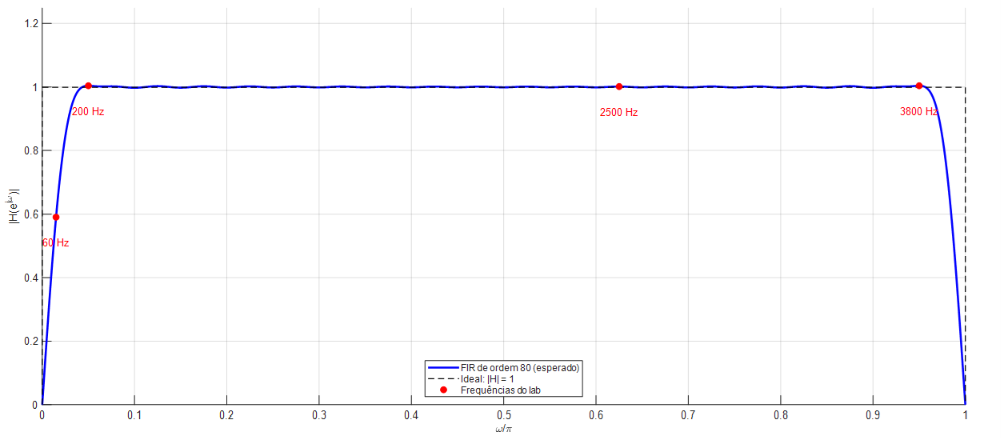 1.2
1
0.8
0.6
0.4
0.2
0
|H(e^{jω})|
200 Hz
2500 Hz
3800 Hz
60 Hz
FIR de ordem 80 (esperado)
Ideal: |H| = 1
Frequências do lab
0 0.1 0.2 0.3 0.4 0.5 0.6 0.7 0.8 0.9 1
ω/π